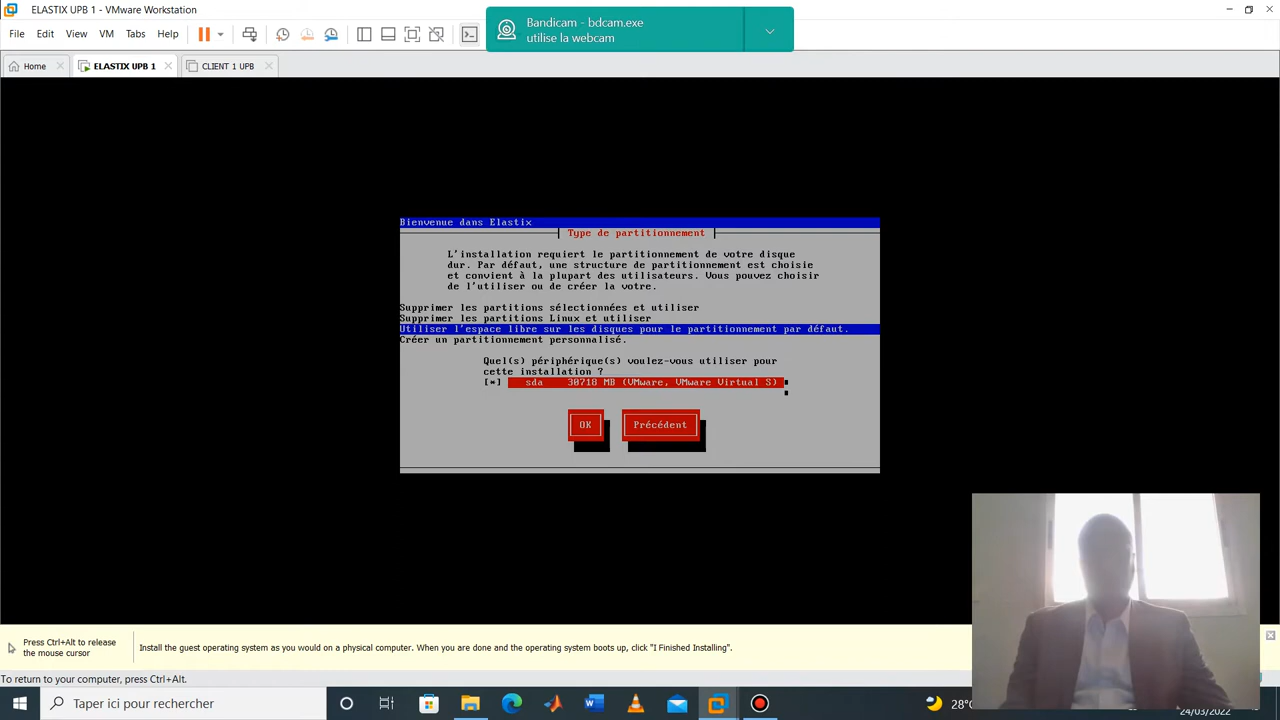 ELASTIX UPB 1 - VMware Workstation
Bandicam - bdcam.exe
utilise la webcam
File Edit View VM Tabs Help
Home ELASTIX UPB 1 CLIENT 1 UPB
Bienvenue dans Elastix
Type de partitionnement
L'installation requiert le partitionnement de votre disque
dur. Par défaut, une structure de partitionnement est choisie
et convient à la plupart des utilisateurs. Vous pouvez choisir
de l'utiliser ou de créer la votre.
Supprimer les partitions sélectionnées et utiliser
Supprimer les partitions Linux et utiliser
Utiliser l'espace libre sur les disques pour le partitionnement par défaut.
Créer un partitionnement personnalisé.
Quel(s) périphérique(s) voulez-vous utiliser pour
cette installation ?
[*] sda 30718 MB (VMware, VMware Virtual S)
OK Précédent
Press Ctrl+Alt to release
the mouse cursor
Install the guest operating system as you would on a physical computer. When you are done and the operating system boots up, click "I Finished Installing".
To return to your computer, press Ctrl+Alt.
Taper ici pour rechercher
28°
24/03/2022